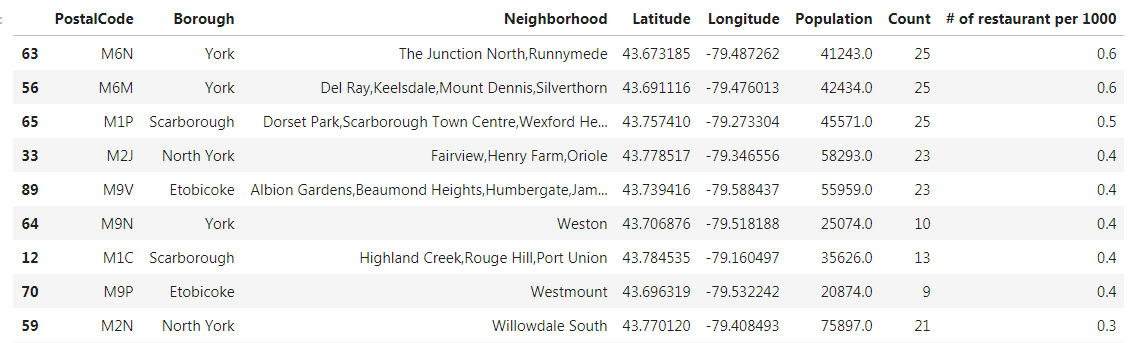 PostalCode Borough Neighborhood Latitude Longitude Population Count # of restaurant per 1000
63 M6N York The Junction North,Runnymede 43.673185 -79.487262 41243.0 25 0.6
56 M6M York Del Ray,Keelsdale,Mount Dennis,Silverthorn 43.691116 -79.476013 42434.0 25 0.6
65 M1P Scarborough Dorset Park,Scarborough Town Centre,Wexford He... 43.757410 -79.273304 45571.0 25 0.5
33 M2J North York Fairview,Henry Farm,Oriole 43.778517 -79.346556 58293.0 23 0.4
89 M9V Etobicoke Albion Gardens,Beaumond Heights,Humbergate,Jam... 43.739416 -79.588437 55959.0 23 0.4
64 M9N York Weston 43.706876 -79.518188 25074.0 10 0.4
12 M1C Scarborough Highland Creek,Rouge Hill,Port Union 43.784535 -79.160497 35626.0 13 0.4
70 M9P Etobicoke Westmount 43.696319 -79.532242 20874.0 9 0.4
59 M2N North York Willowdale South 43.770120 -79.408493 75897.0 21 0.3